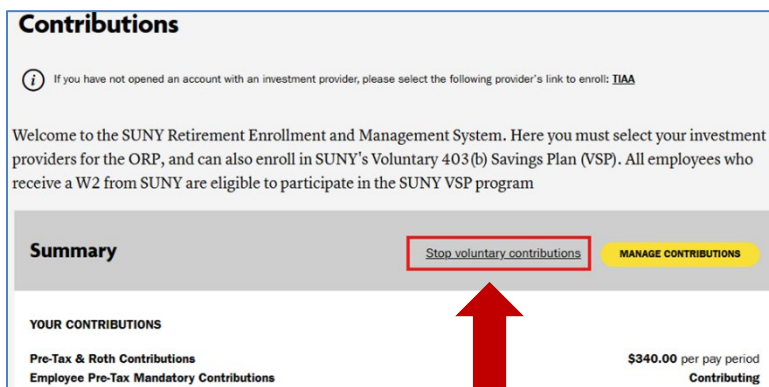 Contributions
i If you have not opened an account with an investment provider, please select the following provider's link to enroll: TIAA
Welcome to the SUNY Retirement Enrollment and Management System. Here you must select your investment
providers for the ORP, and can also enroll in SUNY's Voluntary 403(b) Savings Plan (VSP). All employees who
receive a W2 from SUNY are eligible to participate in the SUNY VSP program
Summary Stop voluntary contributions MANAGE CONTRIBUTIONS
YOUR CONTRIBUTIONS
Pre-Tax & Roth Contributions $340.00 per pay period
Employee Pre-Tax Mandatory Contributions Contributing